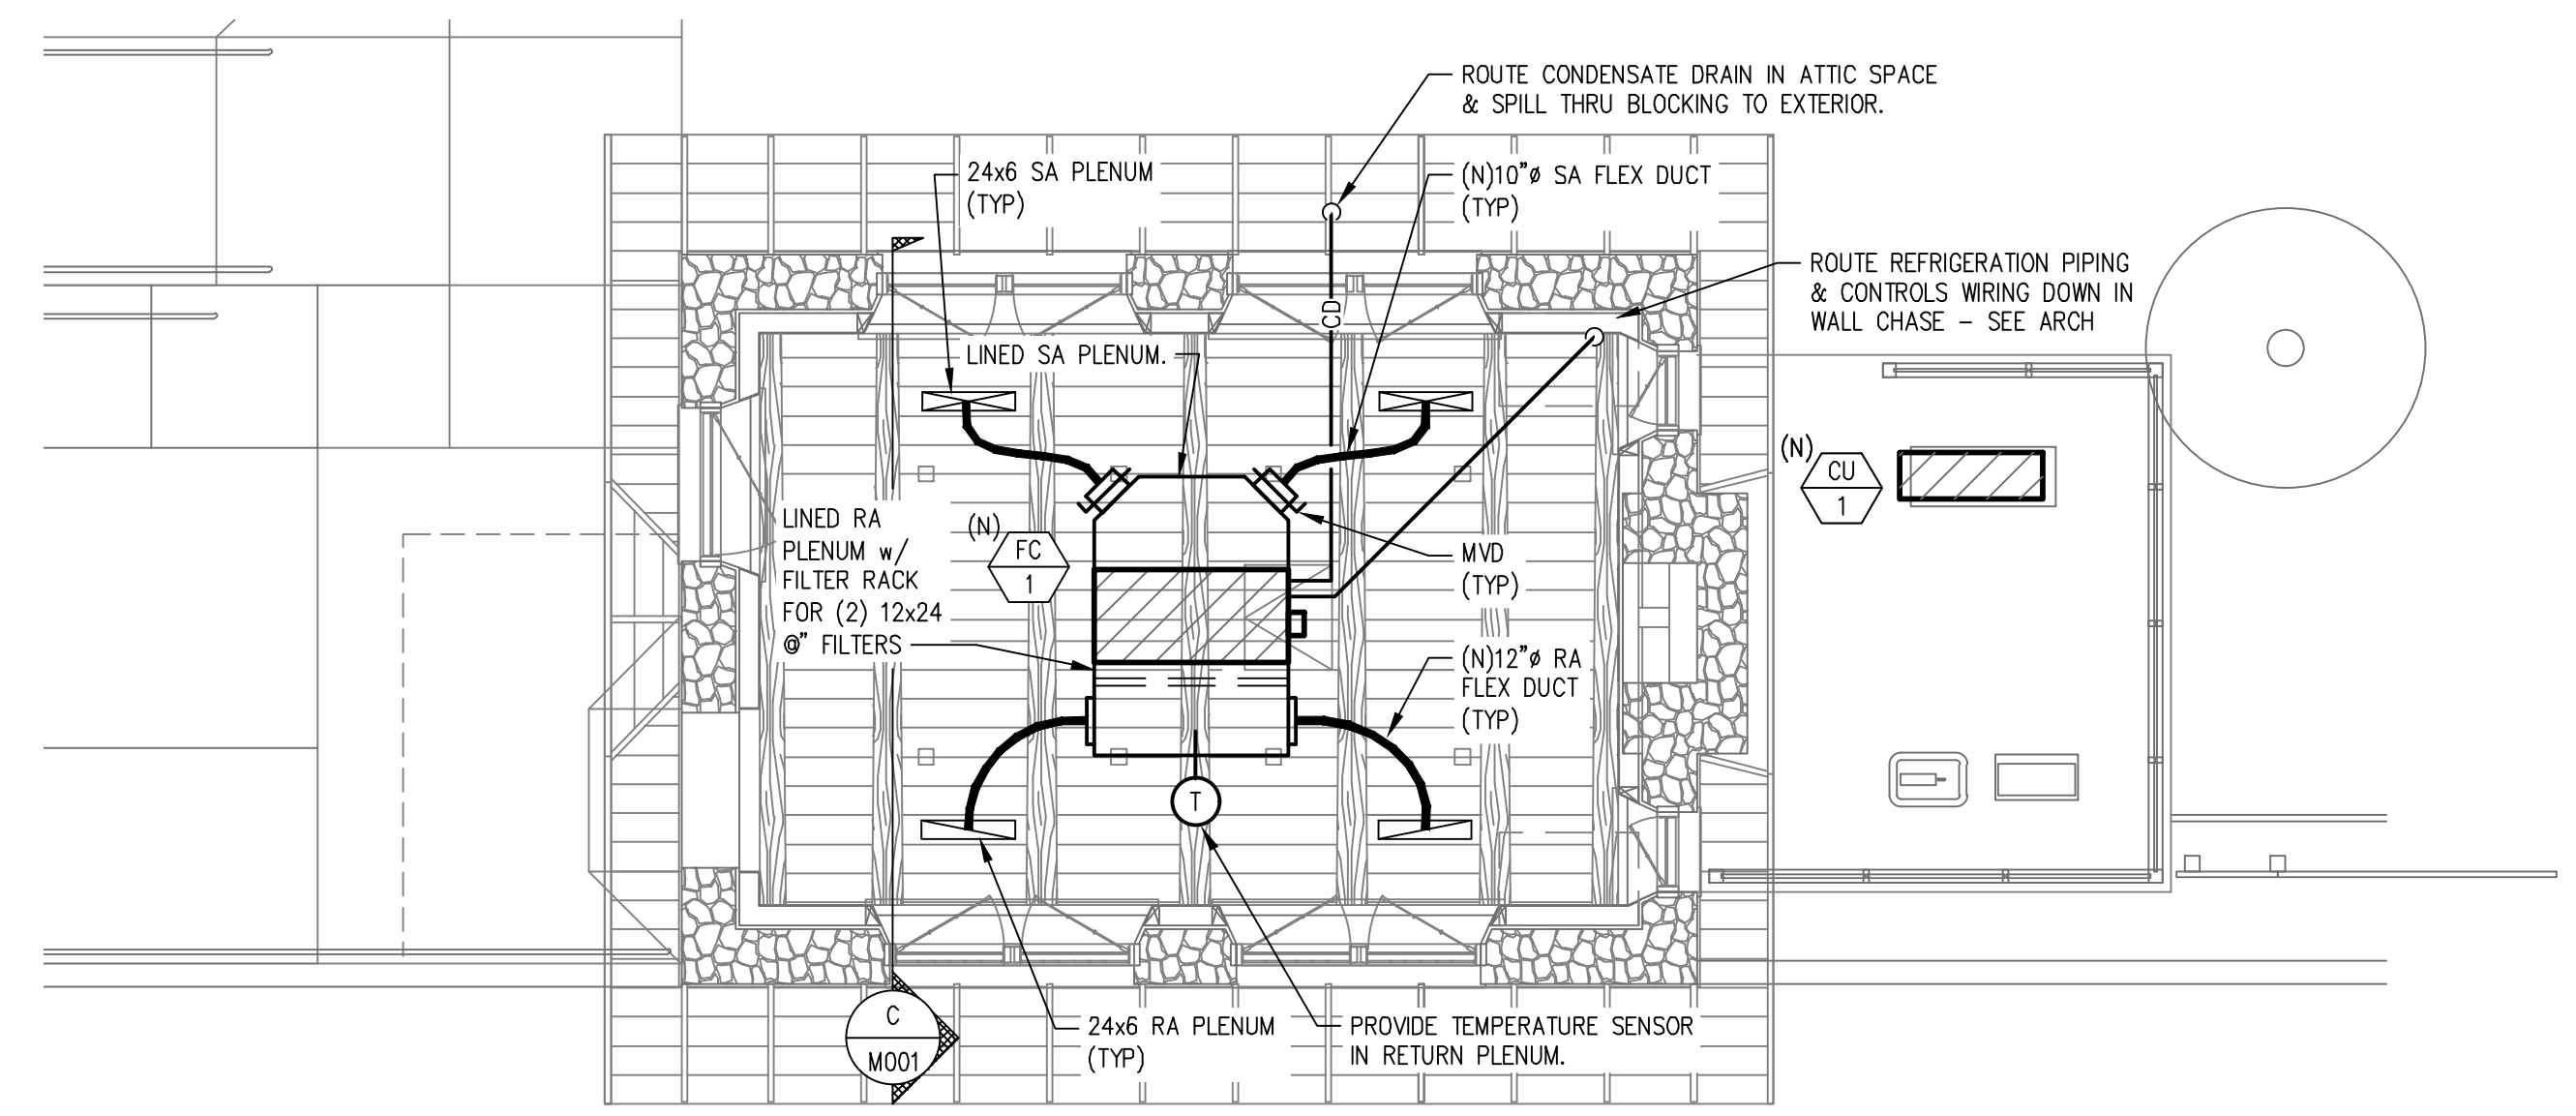 ROUTE CONDENSATE DRAIN IN ATTIC SPACE
& SPILL THRU BLOCKING TO EXTERIOR.
24x6 SA PLENUM
(TYP)
(N)10"ø SA FLEX DUCT
(TYP)
ROUTE REFRIGERATION PIPING
& CONTROLS WIRING DOWN IN
WALL CHASE - SEE ARCH
CD
LINED SA PLENUM.
(N)
CU
1
LINED RA
PLENUM w/
FILTER RACK
FOR (2) 12x24
@" FILTERS
(N)
FC
1
MVD
(TYP)
(N)12"ø RA
FLEX DUCT
(TYP)
T
C
M001
24x6 RA PLENUM
(TYP)
PROVIDE TEMPERATURE SENSOR
IN RETURN PLENUM.